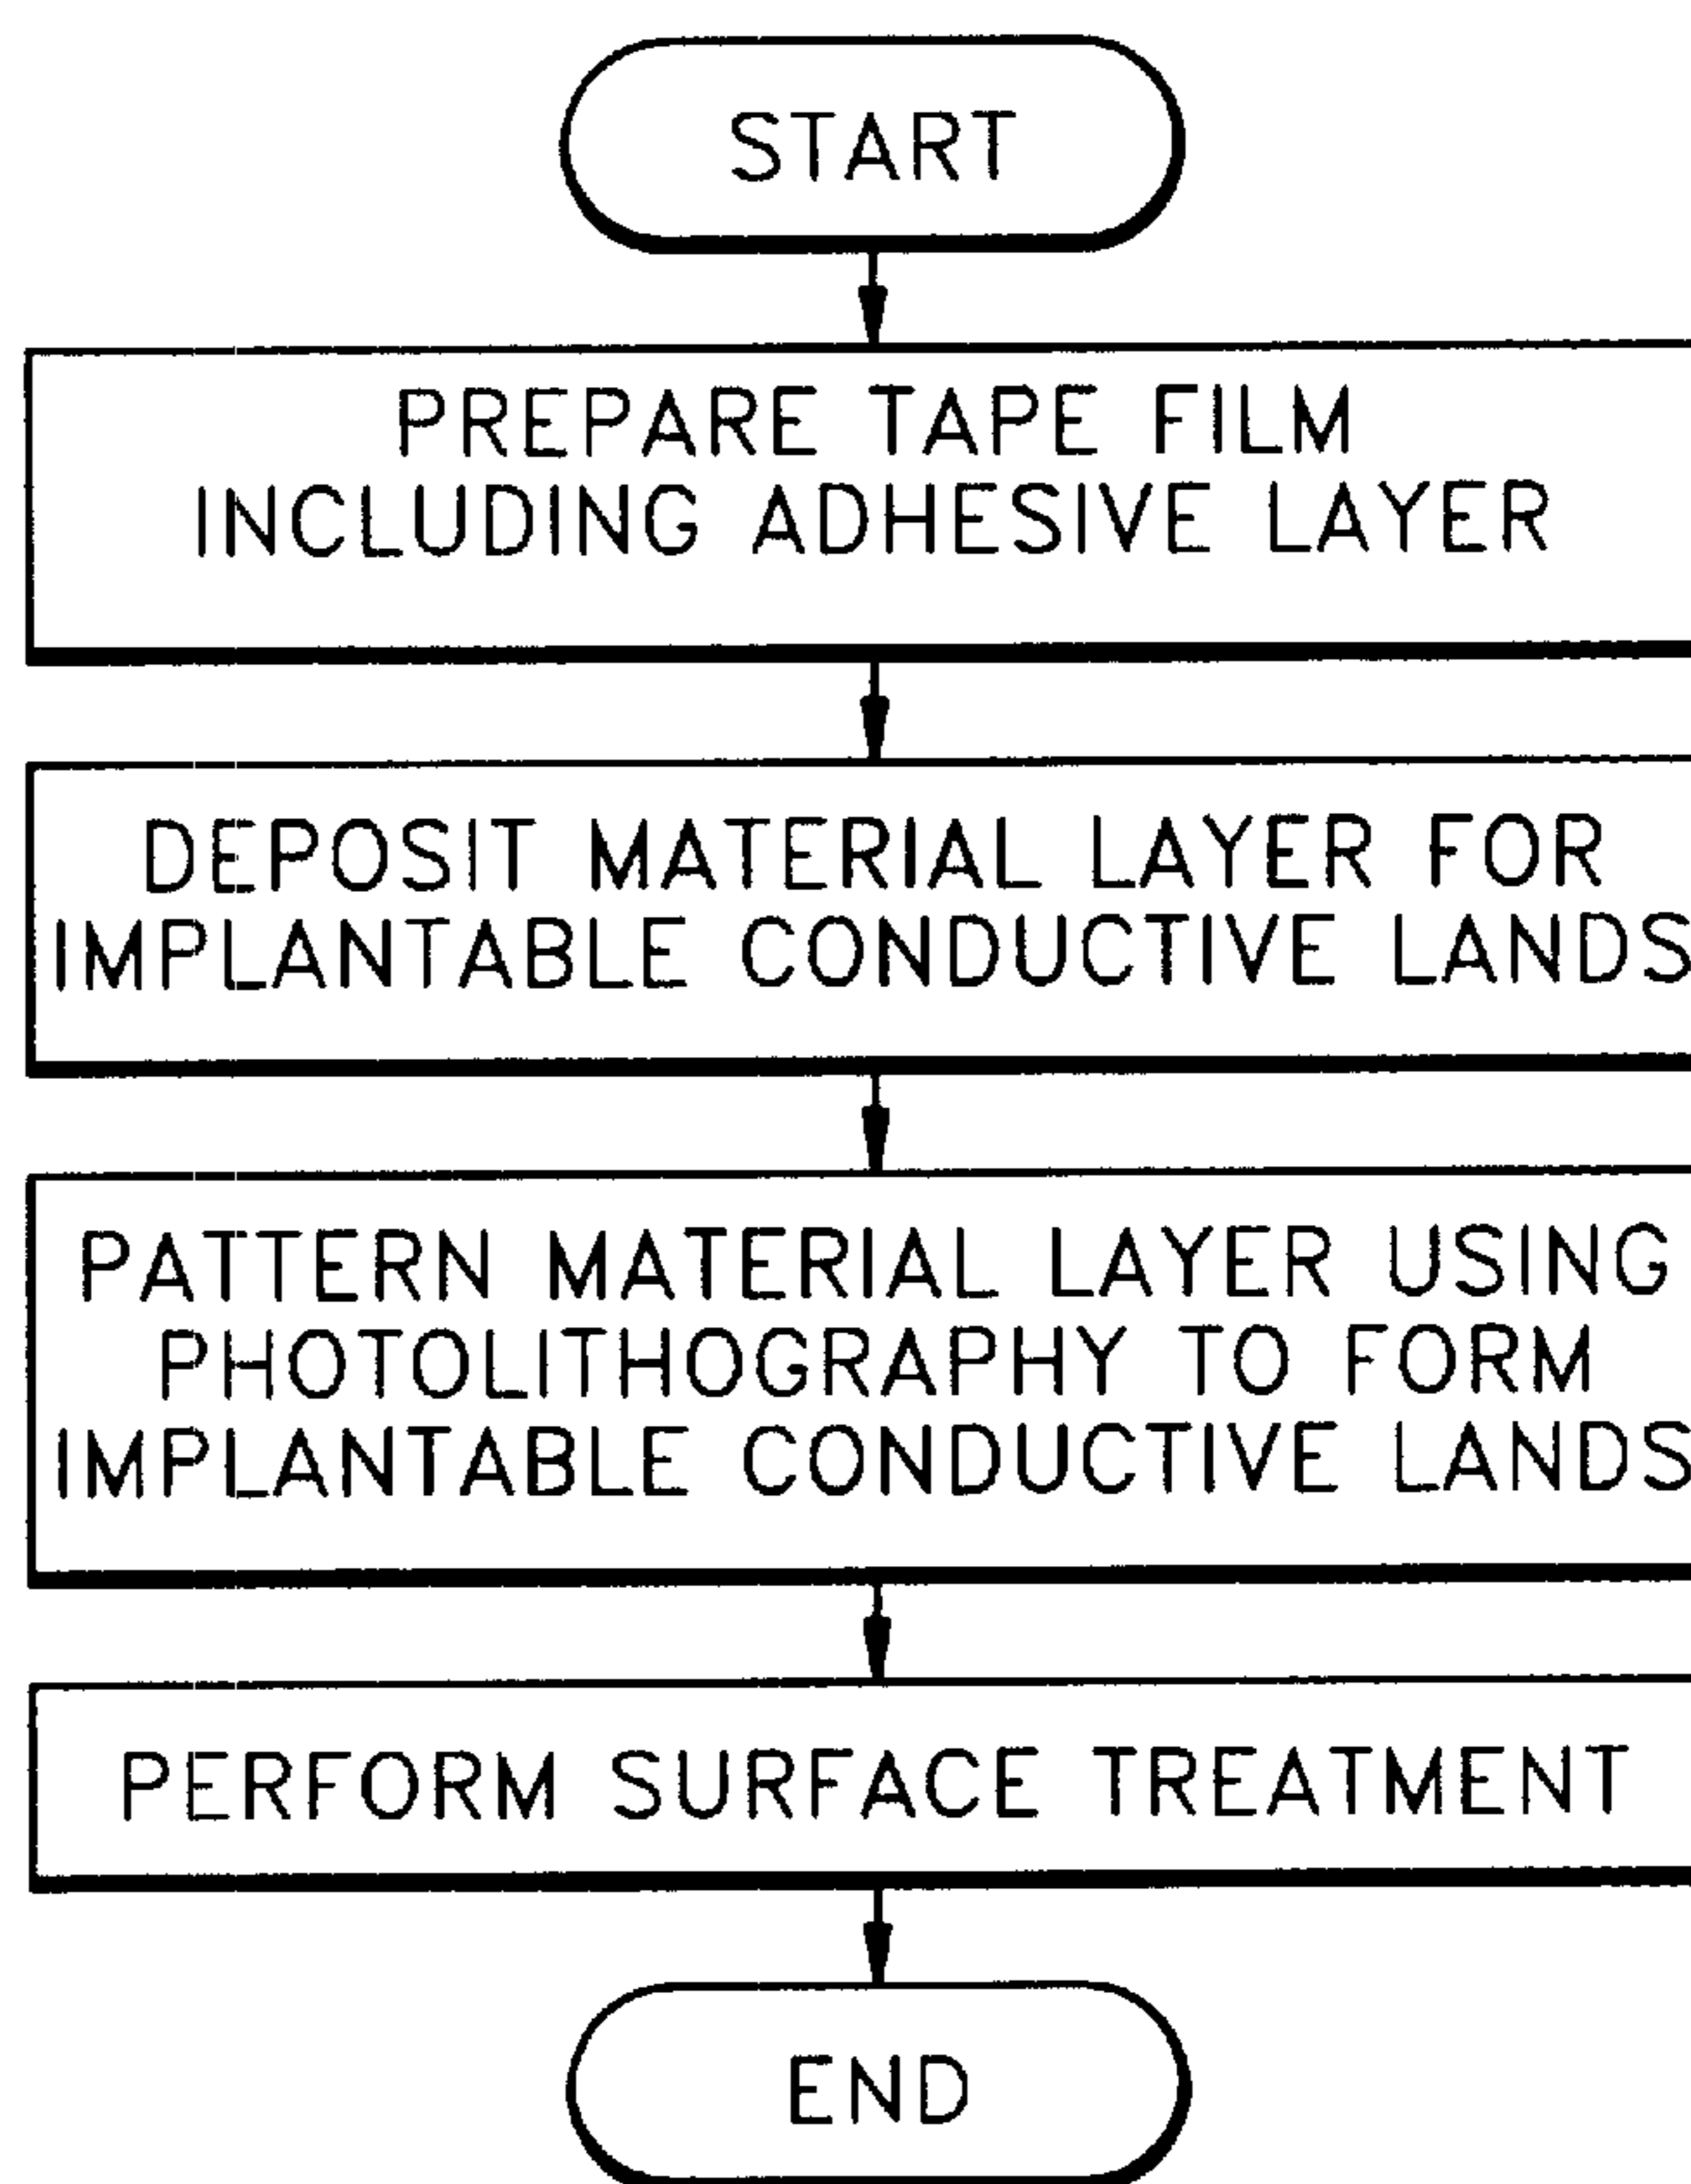 START
PREPARE TAPE FILM
INCLUDING ADHESIVE LAYER
DEPOSIT MATERIAL LAYER FOR
IMPLANTABLE CONDUCTIVE LANDS
PATTERN MATERIAL LAYER USING
PHOTOLITHOGRAPHY TO FORM
IMPLANTABLE CONDUCTIVE LANDS
PERFORM SURFACE TREATMENT
END